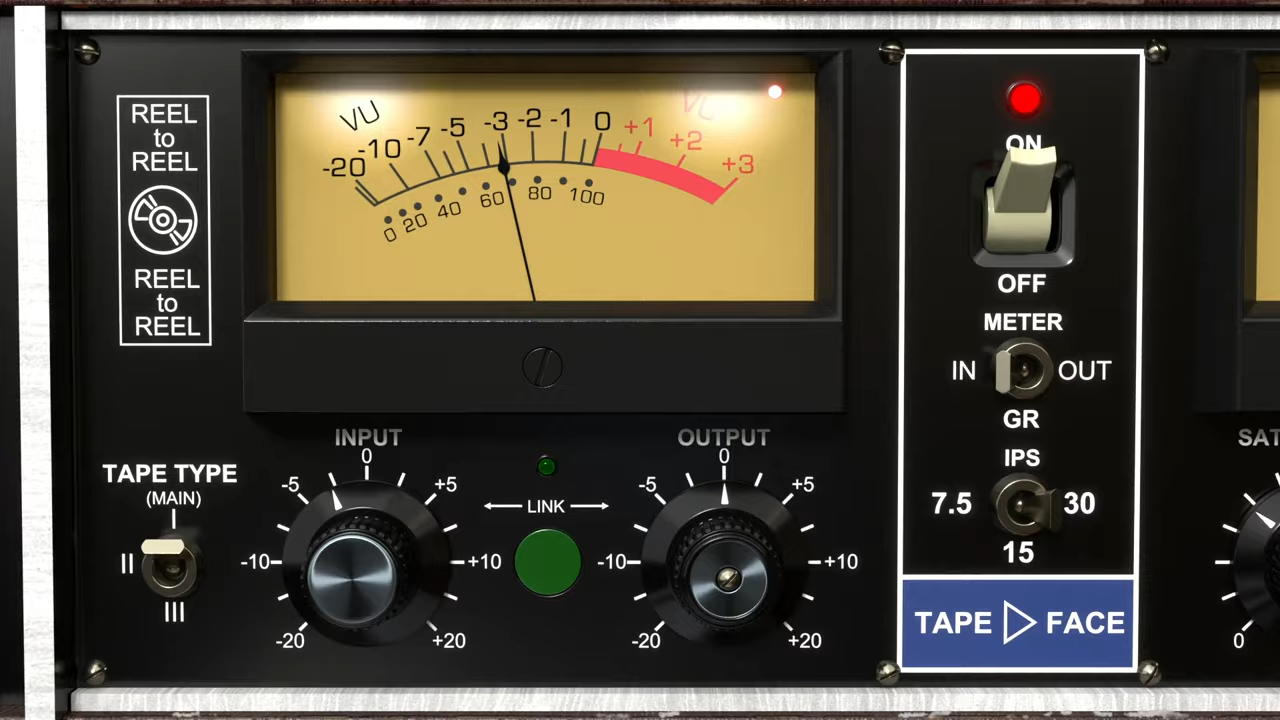 REEL
to
REEL
REEL
to
REEL
VU
VU
-20 -10 -7 -5 -3 -2 -1 0 +1 +2 +3
0 20 40 60 80 100
ON
OFF
METER
IN OUT
GR
IPS
7.5 30
15
TAPE FACE
TAPE TYPE
(MAIN)
I
II
III
INPUT
0
-5 +5
-10 +10
-20 +20
LINK
OUTPUT
0
-5 +5
-10 +10
-20 +20
SAT
0